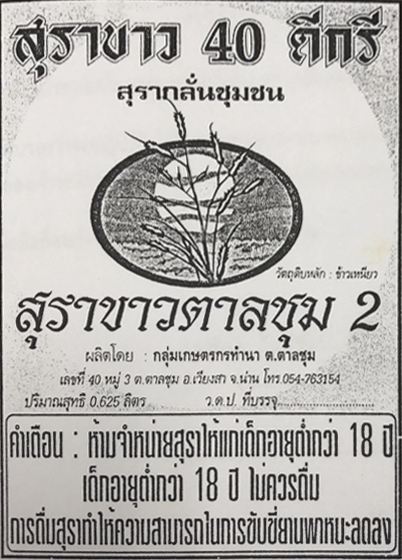 สุราขาว 40 ดีกรี
สุรากลั่นชุมชน
วัตถุดิบหลัก : ข้าวเหนียว
สุราขาวตาลชุม 2
ผลิตโดย : กลุ่มเกษตรกรทำนา ต.ตาลชุม
เลขที่ 40 หมู่ 3 ต.ตาลชุม อ.เวียงสา จ.น่าน โทร.054-763154
ปริมาณสุทธิ 0.625 ลิตร ว.ด.ป. ที่บรรจุ..............................
คำเตือน : ห้ามจำหน่ายสุราให้แก่เด็กอายุต่ำกว่า 18 ปี
เด็กอายุต่ำกว่า 18 ปี ไม่ควรดื่ม
การดื่มสุราทำให้ความสามารถในการขับขี่ยานพาหนะลดลง